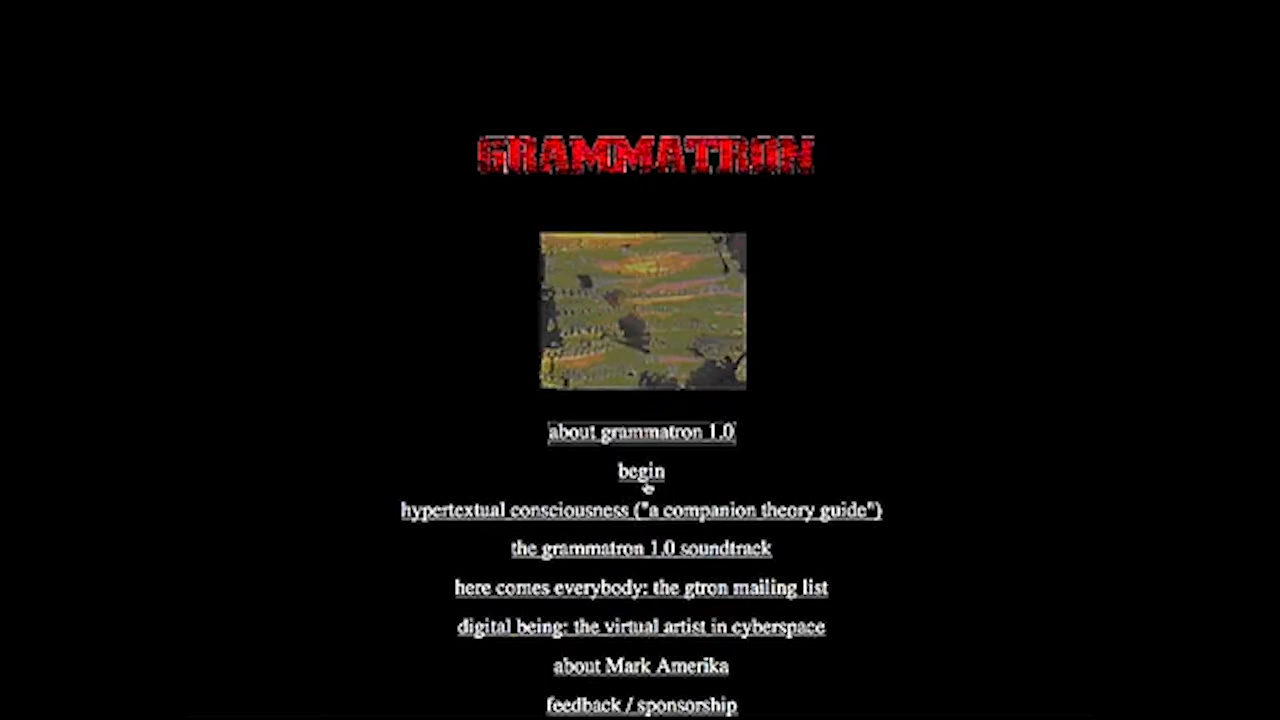 GRAMMATRON
about grammatron 1.0
begin
hypertextual consciousness ("a companion theory guide")
the grammatron 1.0 soundtrack
here comes everybody: the gtron mailing list
digital being: the virtual artist in cyberspace
about Mark Amerika
feedback / sponsorship